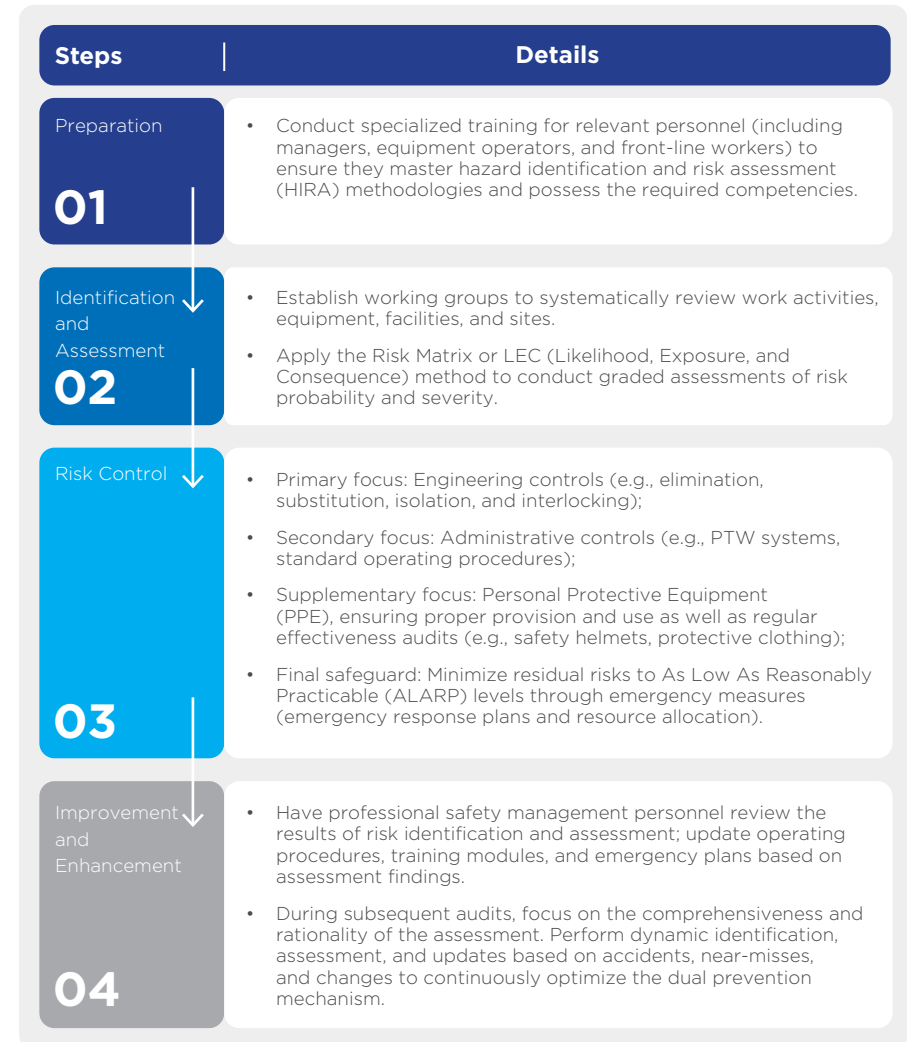 Steps
Details
Preparation
01
• Conduct specialized training for relevant personnel (including
managers, equipment operators, and front-line workers) to
ensure they master hazard identification and risk assessment
(HIRA) methodologies and possess the required competencies.
Identification
and
Assessment
02
• Establish working groups to systematically review work activities,
equipment, facilities, and sites.
• Apply the Risk Matrix or LEC (Likelihood, Exposure, and
Consequence) method to conduct graded assessments of risk
probability and severity.
Risk Control
03
• Primary focus: Engineering controls (e.g., elimination,
substitution, isolation, and interlocking);
• Secondary focus: Administrative controls (e.g., PTW systems,
standard operating procedures);
• Supplementary focus: Personal Protective Equipment
(PPE), ensuring proper provision and use as well as regular
effectiveness audits (e.g., safety helmets, protective clothing);
• Final safeguard: Minimize residual risks to As Low As Reasonably
Practicable (ALARP) levels through emergency measures
(emergency response plans and resource allocation).
Improvement
and
Enhancement
04
• Have professional safety management personnel review the
results of risk identification and assessment; update operating
procedures, training modules, and emergency plans based on
assessment findings.
• During subsequent audits, focus on the comprehensiveness and
rationality of the assessment. Perform dynamic identification,
assessment, and updates based on accidents, near-misses,
and changes to continuously optimize the dual prevention
mechanism.